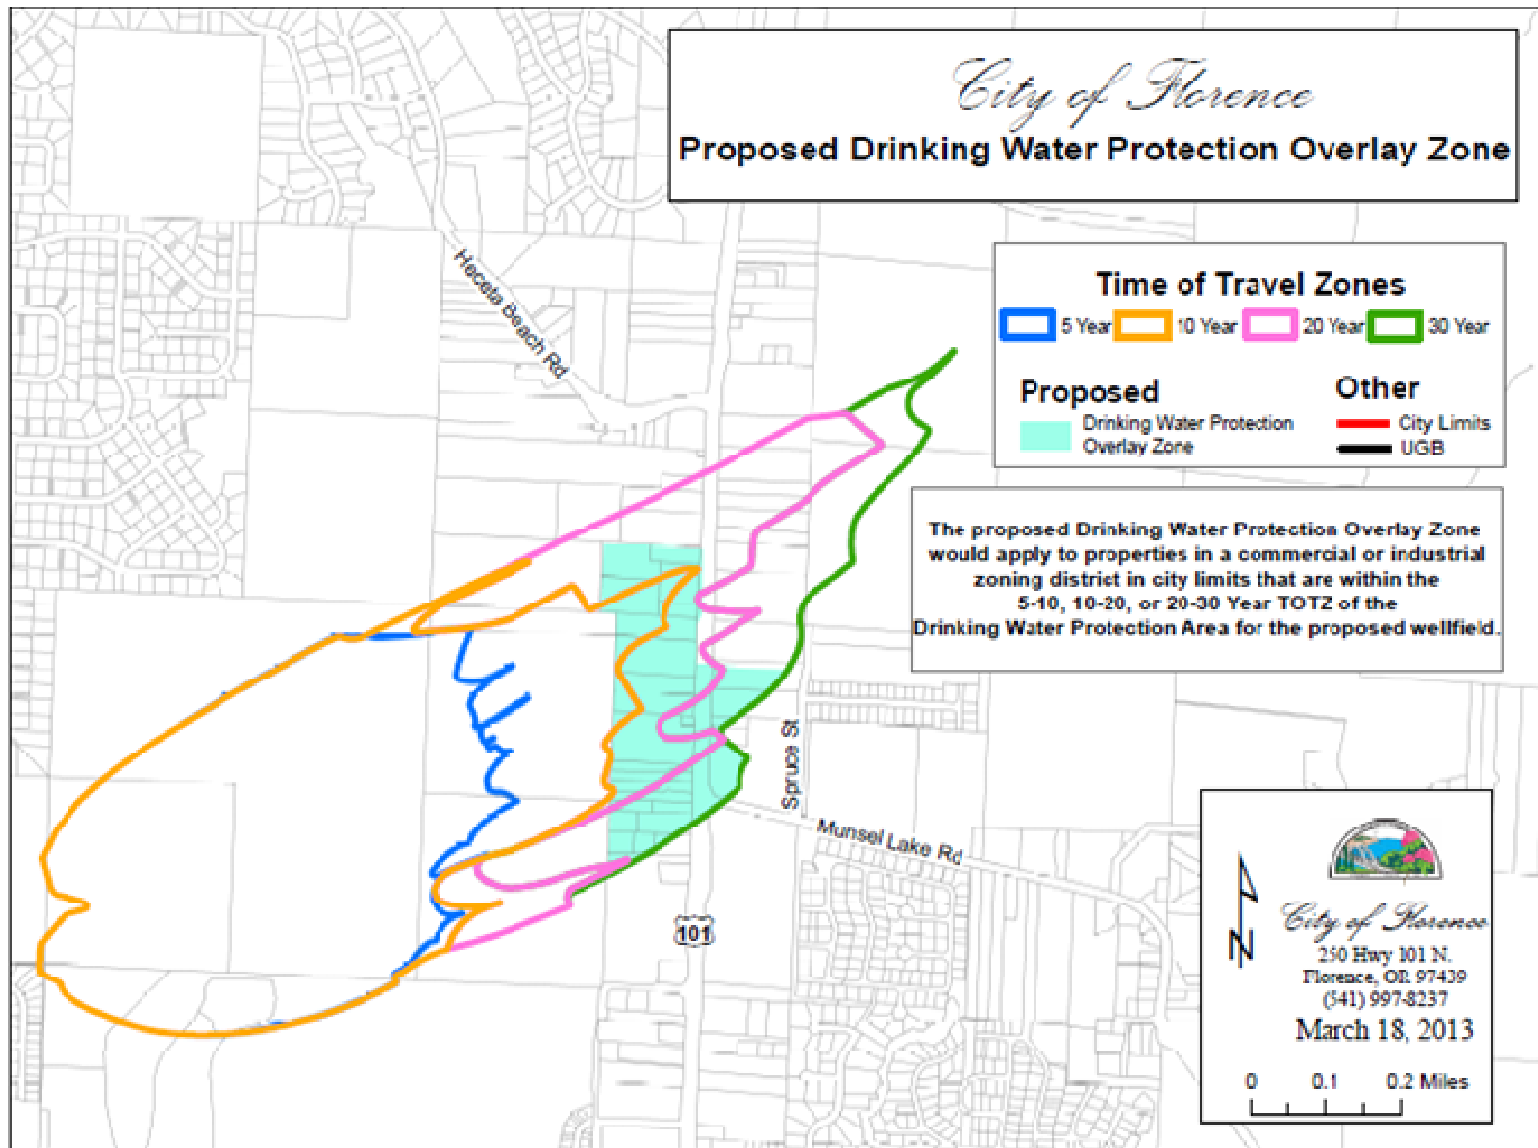 City of Florence
Proposed Drinking Water Protection Overlay Zone
Time of Travel Zones
5 Year 10 Year 20 Year 30 Year
Proposed
Drinking Water Protection
Overlay Zone
Other
City Limits
UGB
The proposed Drinking Water Protection Overlay Zone
would apply to properties in a commercial or industrial
zoning district in city limits that are within the
5-10, 10-20, or 20-30 Year TOTZ of the
Drinking Water Protection Area for the proposed wellfield.
Heceta Beach Rd
Spruce St
Munsel Lake Rd
101
N
City of Florence
250 Hwy 101 N.
Florence, OR 97439
(541) 997-8237
March 18, 2013
0 0.1 0.2 Miles